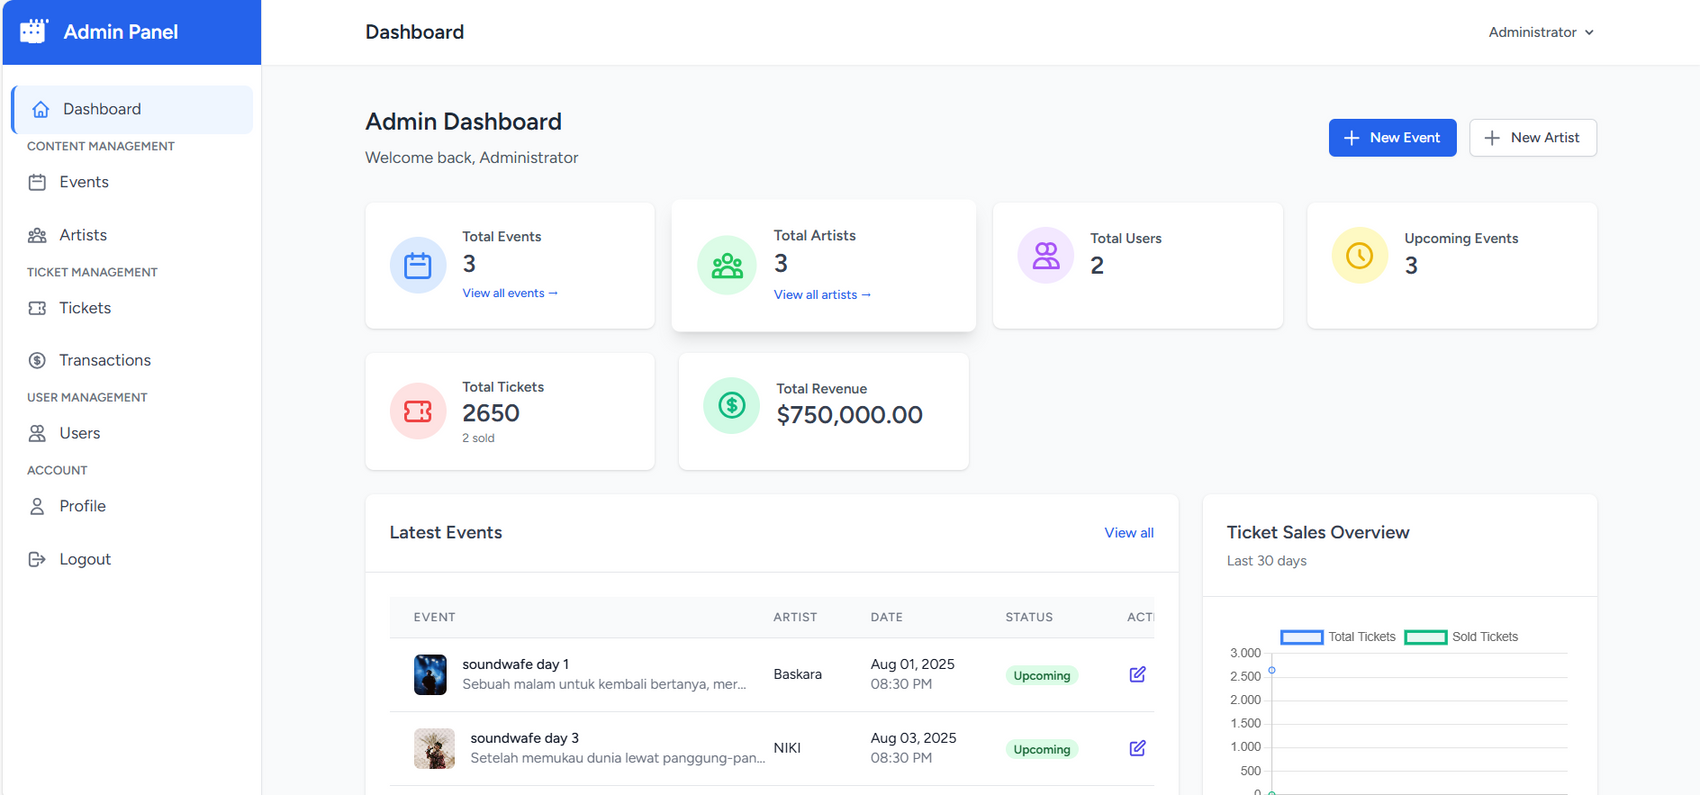 Admin Panel
Dashboard
Administrator
Dashboard
CONTENT MANAGEMENT
Events
Artists
TICKET MANAGEMENT
Tickets
Transactions
USER MANAGEMENT
Users
ACCOUNT
Profile
Logout
Admin Dashboard
Welcome back, Administrator
New Event
New Artist
Total Events
3
View all events →
Total Artists
3
View all artists →
Total Users
2
Upcoming Events
3
Total Tickets
2650
2 sold
Total Revenue
$750,000.00
Latest Events
View all
EVENT ARTIST DATE STATUS ACTI
soundwafe day 1
Sebuah malam untuk kembali bertanya, mer...
Baskara
Aug 01, 2025
08:30 PM
Upcoming
soundwafe day 3
Setelah memukau dunia lewat panggung-pan...
NIKI
Aug 03, 2025
08:30 PM
Upcoming
Ticket Sales Overview
Last 30 days
Total Tickets Sold Tickets
3.000
2.500
2.000
1.500
1.000
500
0